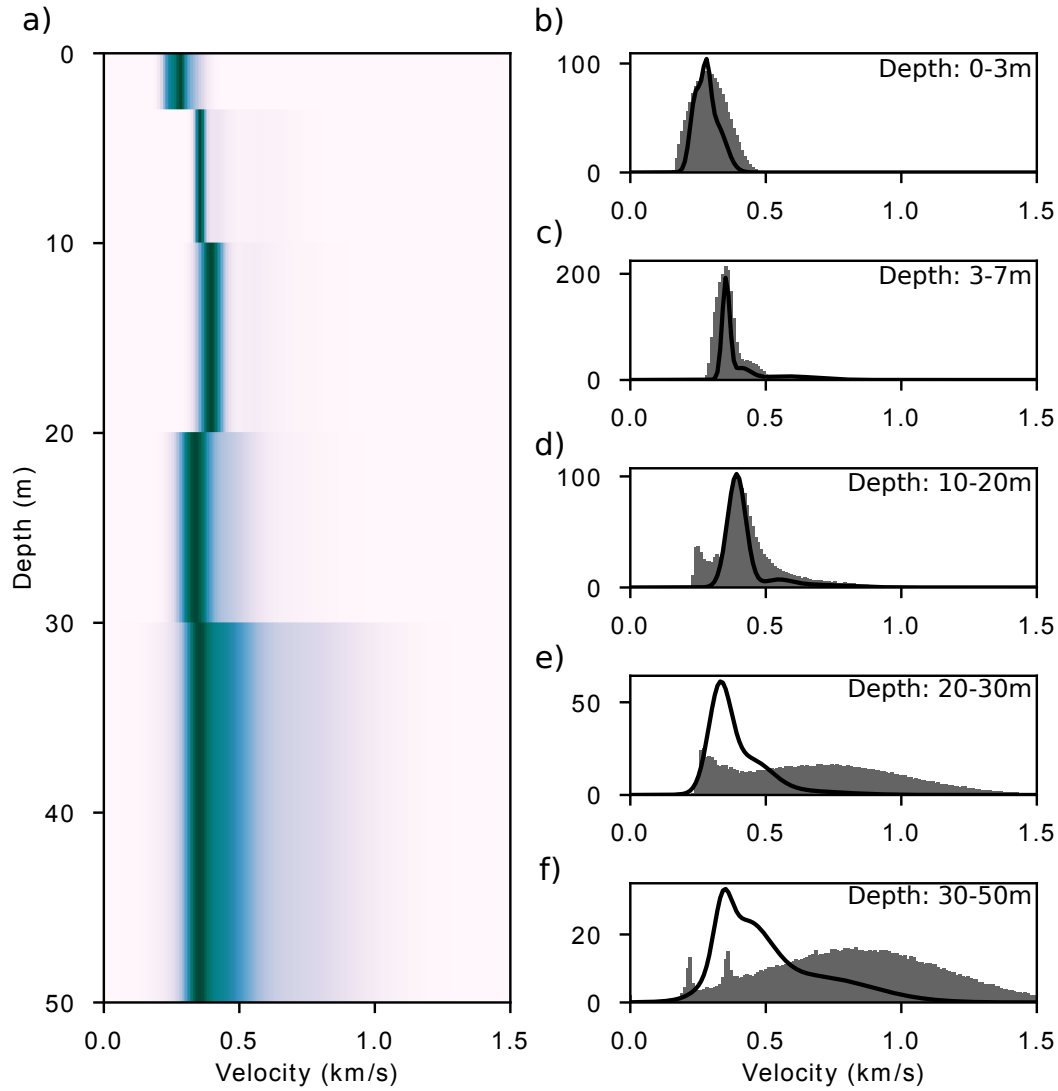 a)
0
10
20
30
40
50
Depth (m)
0.0 0.5 1.0 1.5
Velocity (km/s)
b)
Depth: 0-3m
100
0
0.0 0.5 1.0 1.5
c)
Depth: 3-7m
200
0
0.0 0.5 1.0 1.5
d)
Depth: 10-20m
100
0
0.0 0.5 1.0 1.5
e)
Depth: 20-30m
50
0
0.0 0.5 1.0 1.5
f)
Depth: 30-50m
20
0
0.0 0.5 1.0 1.5
Velocity (km/s)